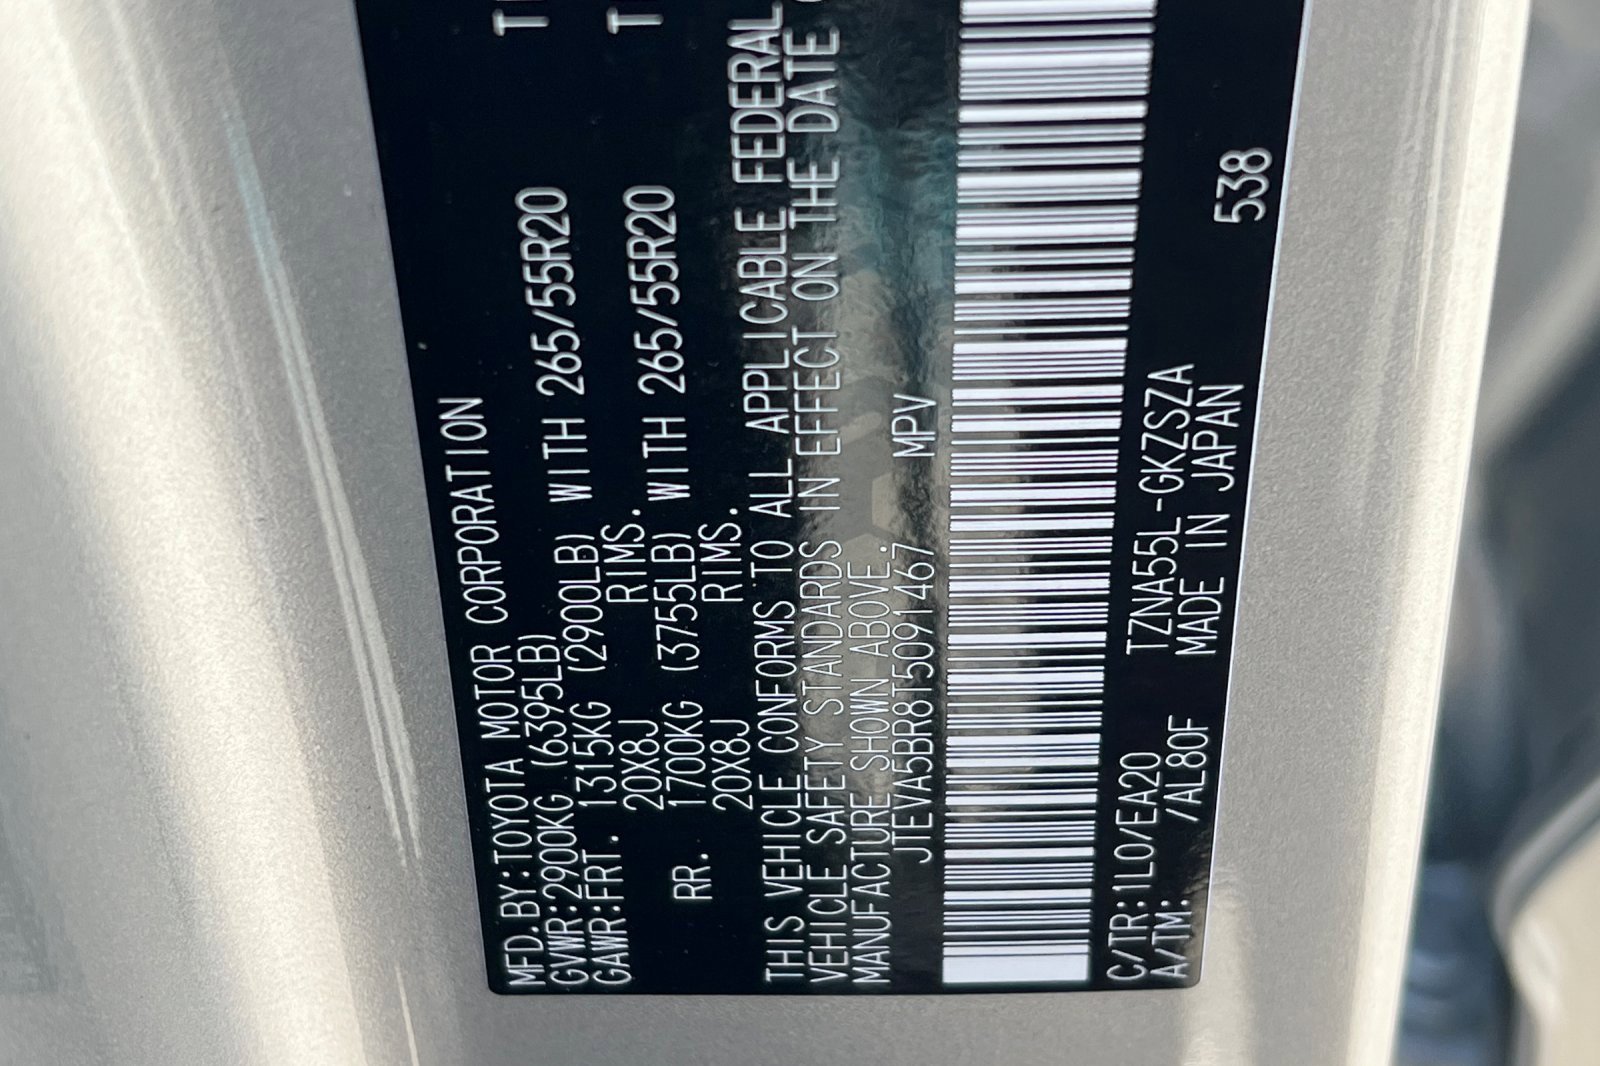 MFD.BY:TOYOTA MOTOR CORPORATION
GVWR:2900KG (6395LB)
GAWR:FRT. 1315KG (2900LB) WITH 265/55R20
20X8J RIMS.
RR. 1700KG (3755LB) WITH 265/55R20
20X8J RIMS.
THIS VEHICLE CONFORMS TO ALL APPLICABLE FEDERAL
VEHICLE SAFETY STANDARDS IN EFFECT ON THE DATE
MANUFACTURE SHOWN ABOVE.
JTEVA5BR8T5091467 MPV
C/TR:1L0/EA20 TZNA55L-GKZSZA
A/TM: /AL80F MADE IN JAPAN 538